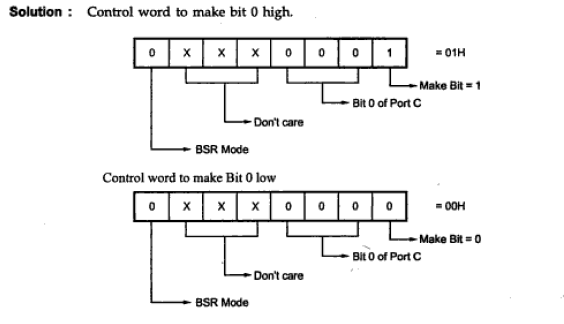 Solution : Control word to make bit 0 high.
0 X X X 0 0 0 1 = 01H
Make Bit = 1
Bit 0 of Port C
Don't care
BSR Mode
Control word to make Bit 0 low
0 X X X 0 0 0 0 = 00H
Make Bit = 0
Bit 0 of Port C
Don't care
BSR Mode